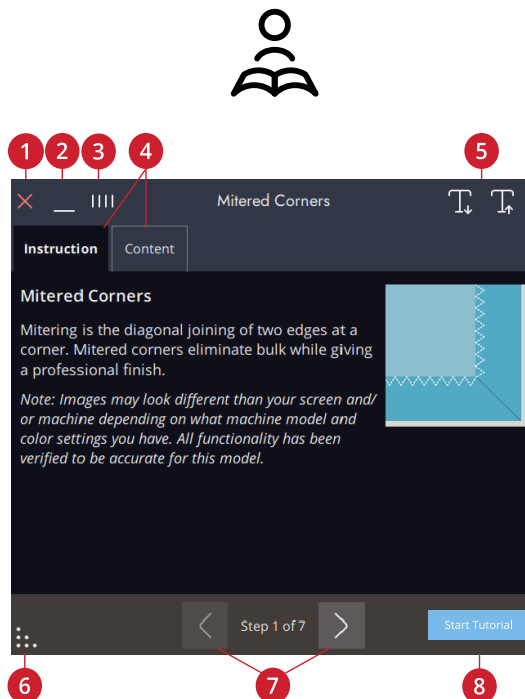 1 2 3 4 5
Mitered Corners
Instruction Content
Mitered Corners
Mitering is the diagonal joining of two edges at a
corner. Mitered corners eliminate bulk while giving
a professional finish.
Note: Images may look different than your screen and/
or machine depending on what machine model and
color settings you have. All functionality has been
verified to be accurate for this model.
Step 1 of 7 Start Tutorial
6 7 8